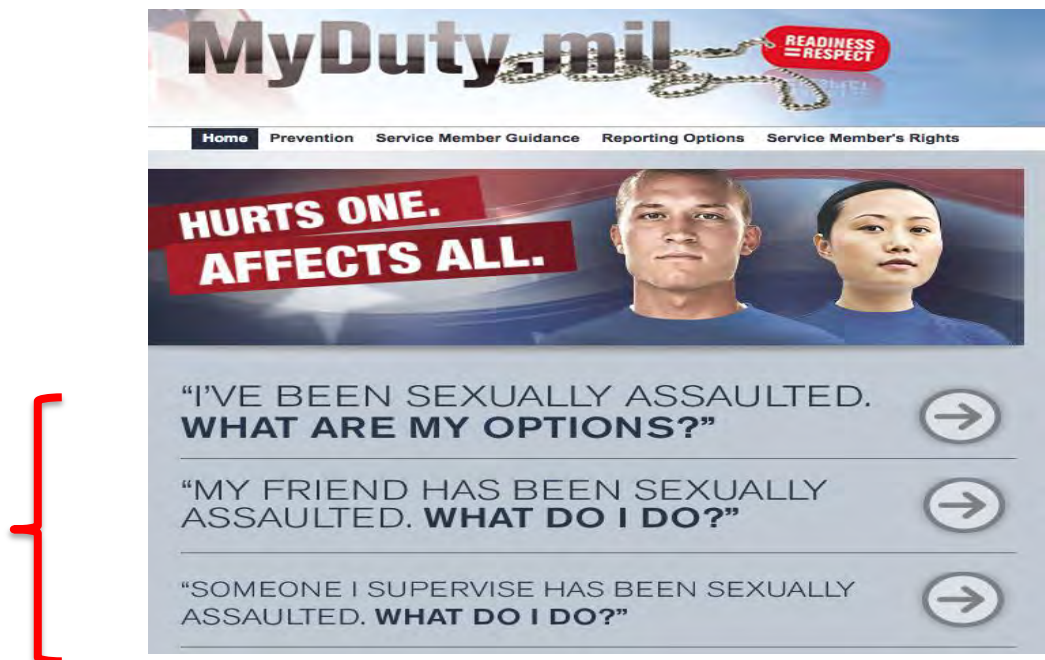 MyDuty.mil
READINESS
=RESPECT
Home Prevention Service Member Guidance Reporting Options Service Member's Rights
HURTS ONE.
AFFECTS ALL.
“I’VE BEEN SEXUALLY ASSAULTED.
WHAT ARE MY OPTIONS?”
“MY FRIEND HAS BEEN SEXUALLY
ASSAULTED. WHAT DO I DO?”
“SOMEONE I SUPERVISE HAS BEEN SEXUALLY
ASSAULTED. WHAT DO I DO?”